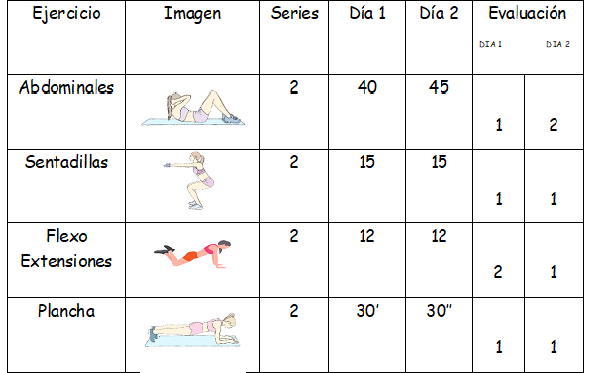 Ejercicio Imagen Series Día 1 Día 2 Evaluación
DIA 1 DIA 2
Abdominales 2 40 45
1 2
Sentadillas 2 15 15
1 1
Flexo 2 12 12
Extensiones
2 1
Plancha 2 30’ 30”
1 1